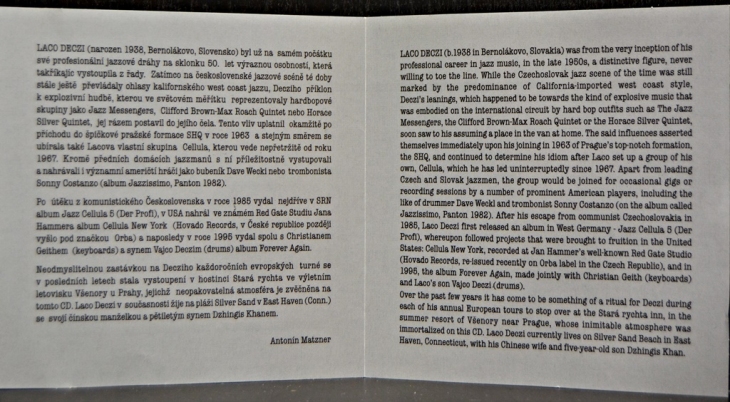 LACO DECZI (narozen 1938, Bernolákovo, Slovensko) byl už na samém počátku
své profesionální jazzové dráhy na sklonku 50. let výraznou osobností, která
takříkajíc vystoupila z řady. Zatímco na československé jazzové scéně té doby
stále ještě převládaly ohlasy kalifornského west coast jazzu, Decziho příklon
k explozivní hudbě, kterou ve světovém měřítku reprezentovaly hardbopové
skupiny jako Jazz Messengers, Clifford Brown-Max Roach Quintet nebo Horace
Silver Quintet, jej rázem postavil do jejího čela. Tento vliv uplatnil okamžitě po
příchodu do špičkové pražské formace SHQ v roce 1963 a stejným směrem se
ubírala také Lacova vlastní skupina Cellula, kterou vede nepřetržitě od roku
1967. Kromě předních domácích jazzmanů s ní příležitostně vystupovali
a nahrávali i významní američtí hráči jako bubeník Dave Weckl nebo trombonista
Sonny Costanzo (album Jazzissimo, Panton 1982).
Po útěku z komunistického Československa v roce 1985 vydal nejdříve v SRN
album Jazz Cellula 5 (Der Profi), v USA nahrál ve známém Red Gate Studiu Jana
Hammera album Cellula New York (Hovado Records, v České republice později
vyšlo pod značkou Orba) a naposledy v roce 1995 vydal spolu s Christianem
Geithem (keyboards) a synem Vajco Deczim (drums) album Forever Again.
Neodmyslitelnou zastávkou na Decziho každoročních evropských turné se
v posledních letech stala vystoupení v hostinci Stará rychta ve výletním
letovisku Všenory u Prahy, jejichž neopakovatelná atmosféra je zvěčněna na
tomto CD. Laco Deczi v současnosti žije na pláži Silver Sand v East Haven (Conn.)
se svojí čínskou manželkou a pětiletým synem Dzhingis Khanem.
Antonín Matzner
LACO DECZI (b.1938 in Bernolákovo, Slovakia) was from the very inception of his
professional career in jazz music, in the late 1950s, a distinctive figure, never
willing to toe the line. While the Czechoslovak jazz scene of the time was still
marked by the predominance of California-imported west coast style,
Deczi's leanings, which happened to be towards the kind of explosive music that
was embodied on the international circuit by hard bop outfits such as The Jazz
Messengers, the Clifford Brown-Max Roach Quintet or the Horace Silver Quintet,
soon saw to his assuming a place in the van at home. The said influences asserted
themselves immediately upon his joining in 1963 of Prague's top-notch formation,
the SHQ, and continued to determine his idiom after Laco set up a group of his
own, Cellula, which he has led uninterruptedly since 1967. Apart from leading
Czech and Slovak jazzmen, the group would be joined for occasional gigs or
recording sessions by a number of prominent American players, including the
like of drummer Dave Weckl and trombonist Sonny Costanzo (on the album called
Jazzissimo, Panton 1982). After his escape from communist Czechoslovakia in
1985, Laco Deczi first released an album in West Germany - Jazz Cellula 5 (Der
Profi), whereupon followed projects that were brought to fruition in the United
States: Cellula New York, recorded at Jan Hammer's well-known Red Gate Studio
(Hovado Records, re-issued recently on Orba label in the Czech Republic), and in
1995, the album Forever Again, made jointly with Christian Geith (keyboards)
and Laco's son Vajco Deczi (drums).
Over the past few years it has come to be something of a ritual for Deczi during
each of his annual European tours to stop over at the Stará rychta inn, in the
summer resort of Všenory near Prague, whose inimitable atmosphere was
immortalised on this CD. Laco Deczi currently lives on Silver Sand Beach in East
Haven, Connecticut, with his Chinese wife and five-year-old son Dzhingis Khan.